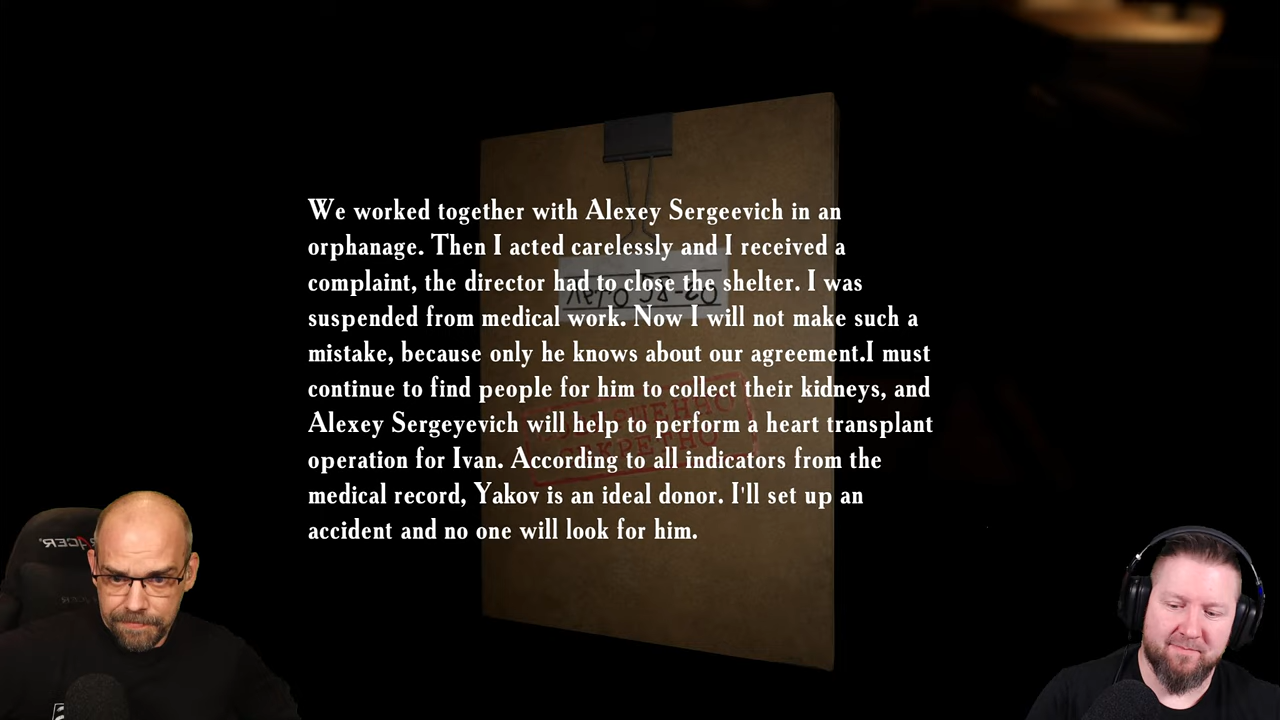 We worked together with Alexey Sergeevich in an
orphanage. Then I acted carelessly and I received a
complaint, the director had to close the shelter. I was
suspended from medical work. Now I will not make such a
mistake, because only he knows about our agreement.I must
continue to find people for him to collect their kidneys, and
Alexey Sergeyevich will help to perform a heart transplant
operation for Ivan. According to all indicators from the
medical record, Yakov is an ideal donor. I'll set up an
accident and no one will look for him.